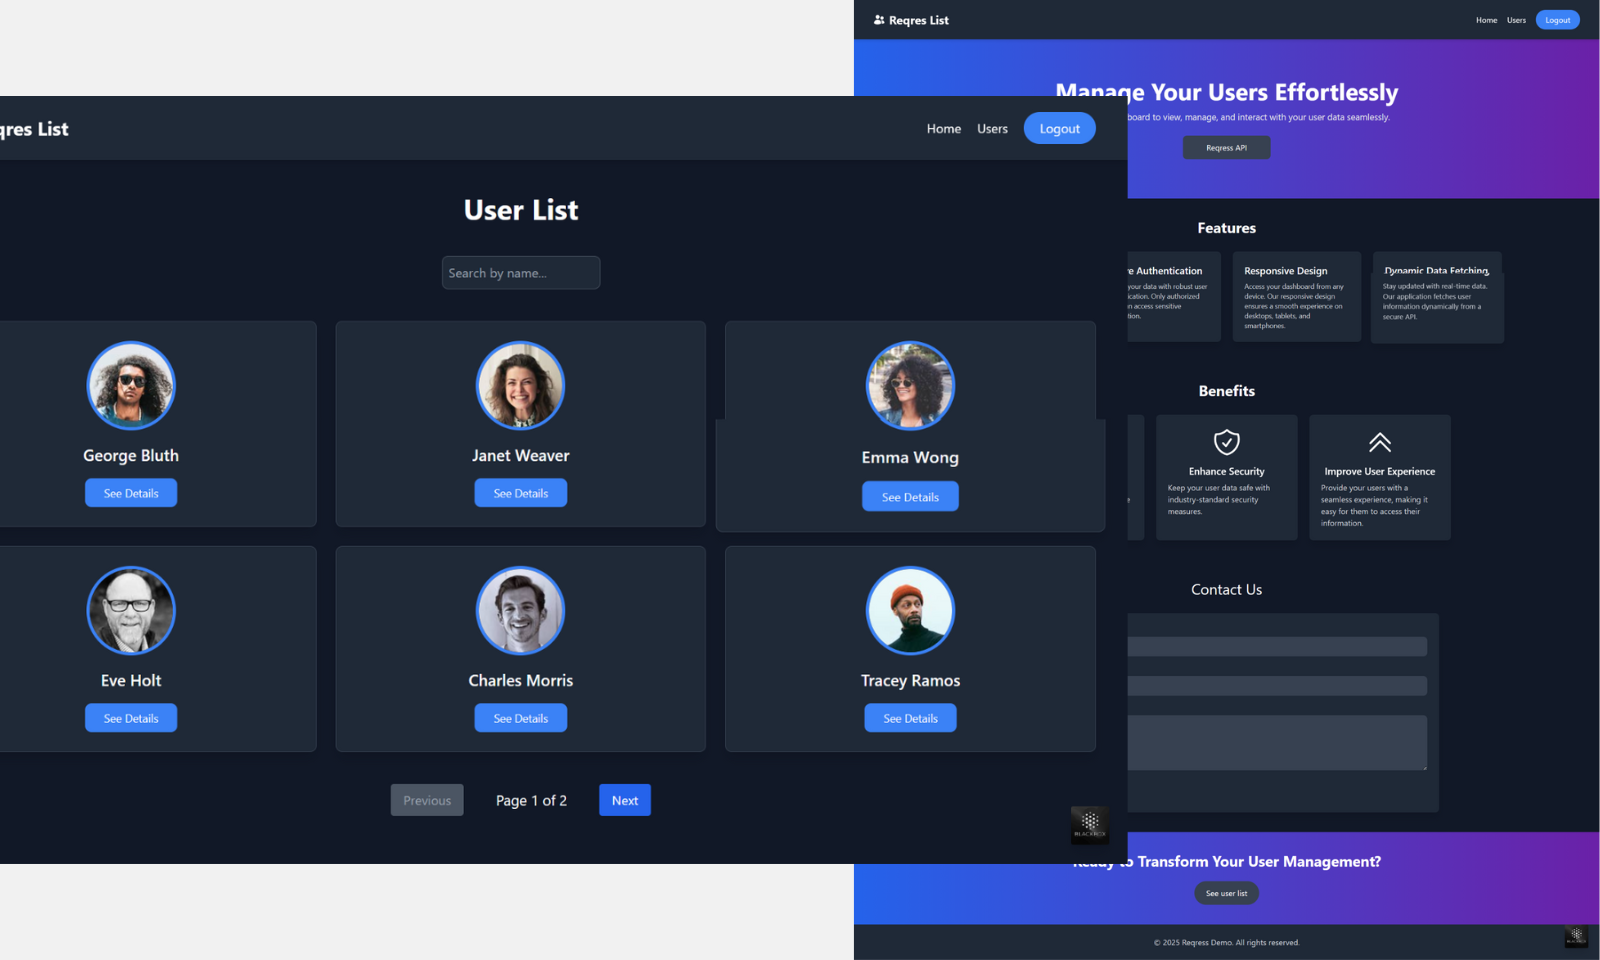 Reqres List
Home
Users
Logout
Manage Your Users Effortlessly
board to view, manage, and interact with your user data seamlessly.
Reqress API
qres List
Home
Users
Logout
User List
Search by name...
George Bluth
See Details
Janet Weaver
See Details
Emma Wong
See Details
Eve Holt
See Details
Charles Morris
See Details
Tracey Ramos
See Details
Previous
Page 1 of 2
Next
BLACKBOX
Features
re Authentication
your data with robust user
ication. Only authorized
n access sensitive
tion.
Responsive Design
Access your dashboard from any
device. Our responsive design
ensures a smooth experience on
desktops, tablets, and
smartphones.
Dynamic Data Fetching
Stay updated with real-time data.
Our application fetches user
information dynamically from a
secure API.
Benefits
e
Enhance Security
Keep your user data safe with
industry-standard security
measures.
Improve User Experience
Provide your users with a
seamless experience, making it
easy for them to access their
information.
Contact Us
Ready to Transform Your User Management?
See user list
© 2025 Reqress Demo. All rights reserved.